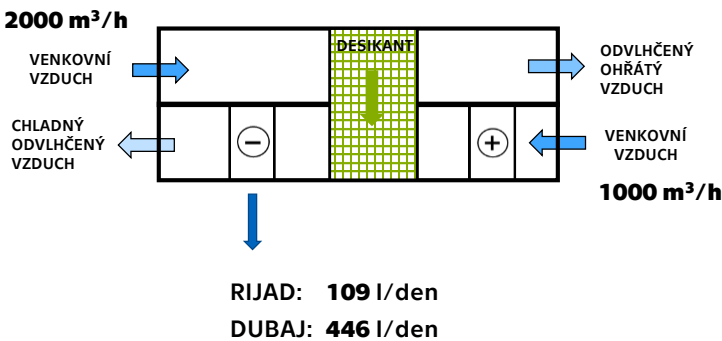 2000 m³/h
VENKOVNÍ
VZDUCH
DESIKANT
ODVLHČENÝ
OHŘÁTÝ
VZDUCH
CHLADNÝ
ODVLHČENÝ
VZDUCH
−
+
VENKOVNÍ
VZDUCH
1000 m³/h
RIJAD: 109 l/den
DUBAJ: 446 l/den